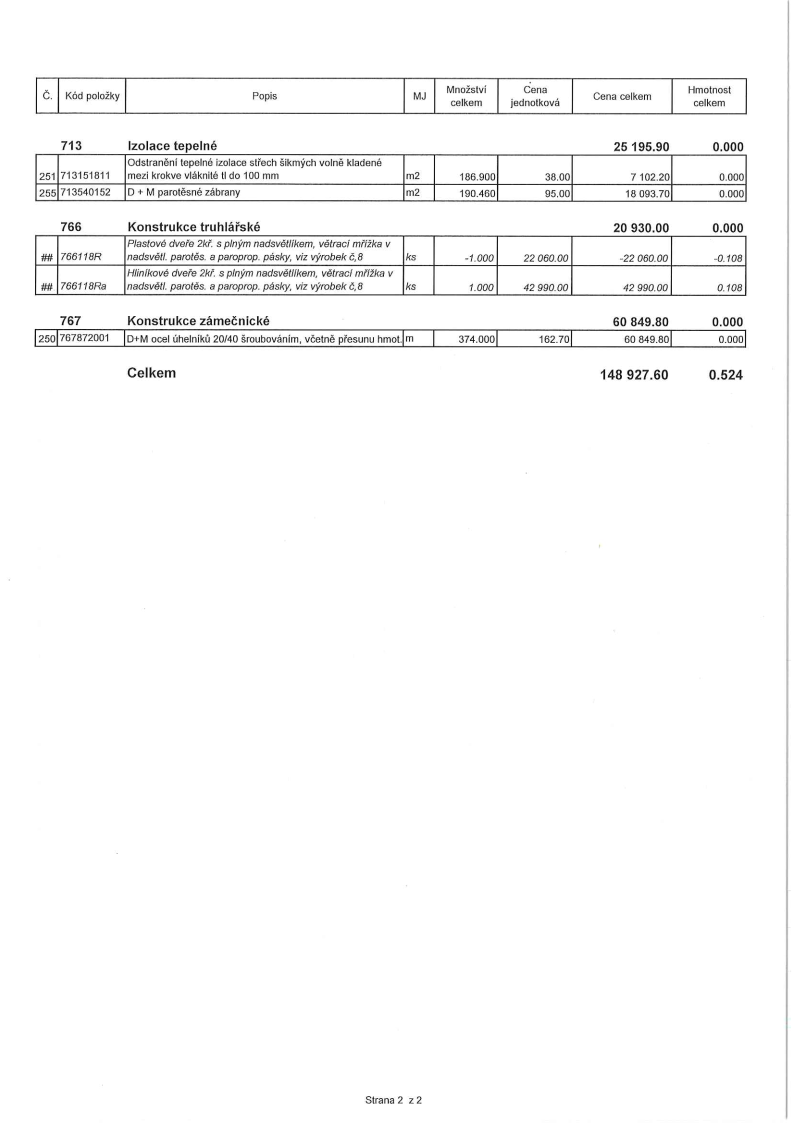 Č. Kód položky Popis MJ Množství celkem Cena jednotková Cena celkem Hmotnost celkem
713 Izolace tepelné 25 195.90 0.000
Odstranění tepelné izolace střech šikmých volně kladené
251 713151811 mezi krokve vláknité tl do 100 mm m2 186.900 38.00 7 102.20 0.000
255 713540152 D + M parotěsné zábrany m2 190.460 95.00 18 093.70 0.000
766 Konstrukce truhlářské 20 930.00 0.000
Plastové dveře 2kř. s plným nadsvětlíkem, větrací mřížka v
## 766118R nadsvětl. parotěs. a paroprop. pásky, viz výrobek č,8 ks -1.000 22 060.00 -22 060.00 -0.108
Hliníkové dveře 2kř. s plným nadsvětlíkem, větrací mřížka v
## 766118Ra nadsvětl. parotěs. a paroprop. pásky, viz výrobek č,8 ks 1.000 42 990.00 42 990.00 0.108
767 Konstrukce zámečnické 60 849.80 0.000
250 767872001 D+M ocel úhelníků 20/40 šroubováním, včetně přesunu hmot. m 374.000 162.70 60 849.80 0.000
Celkem 148 927.60 0.524
Strana 2 z 2